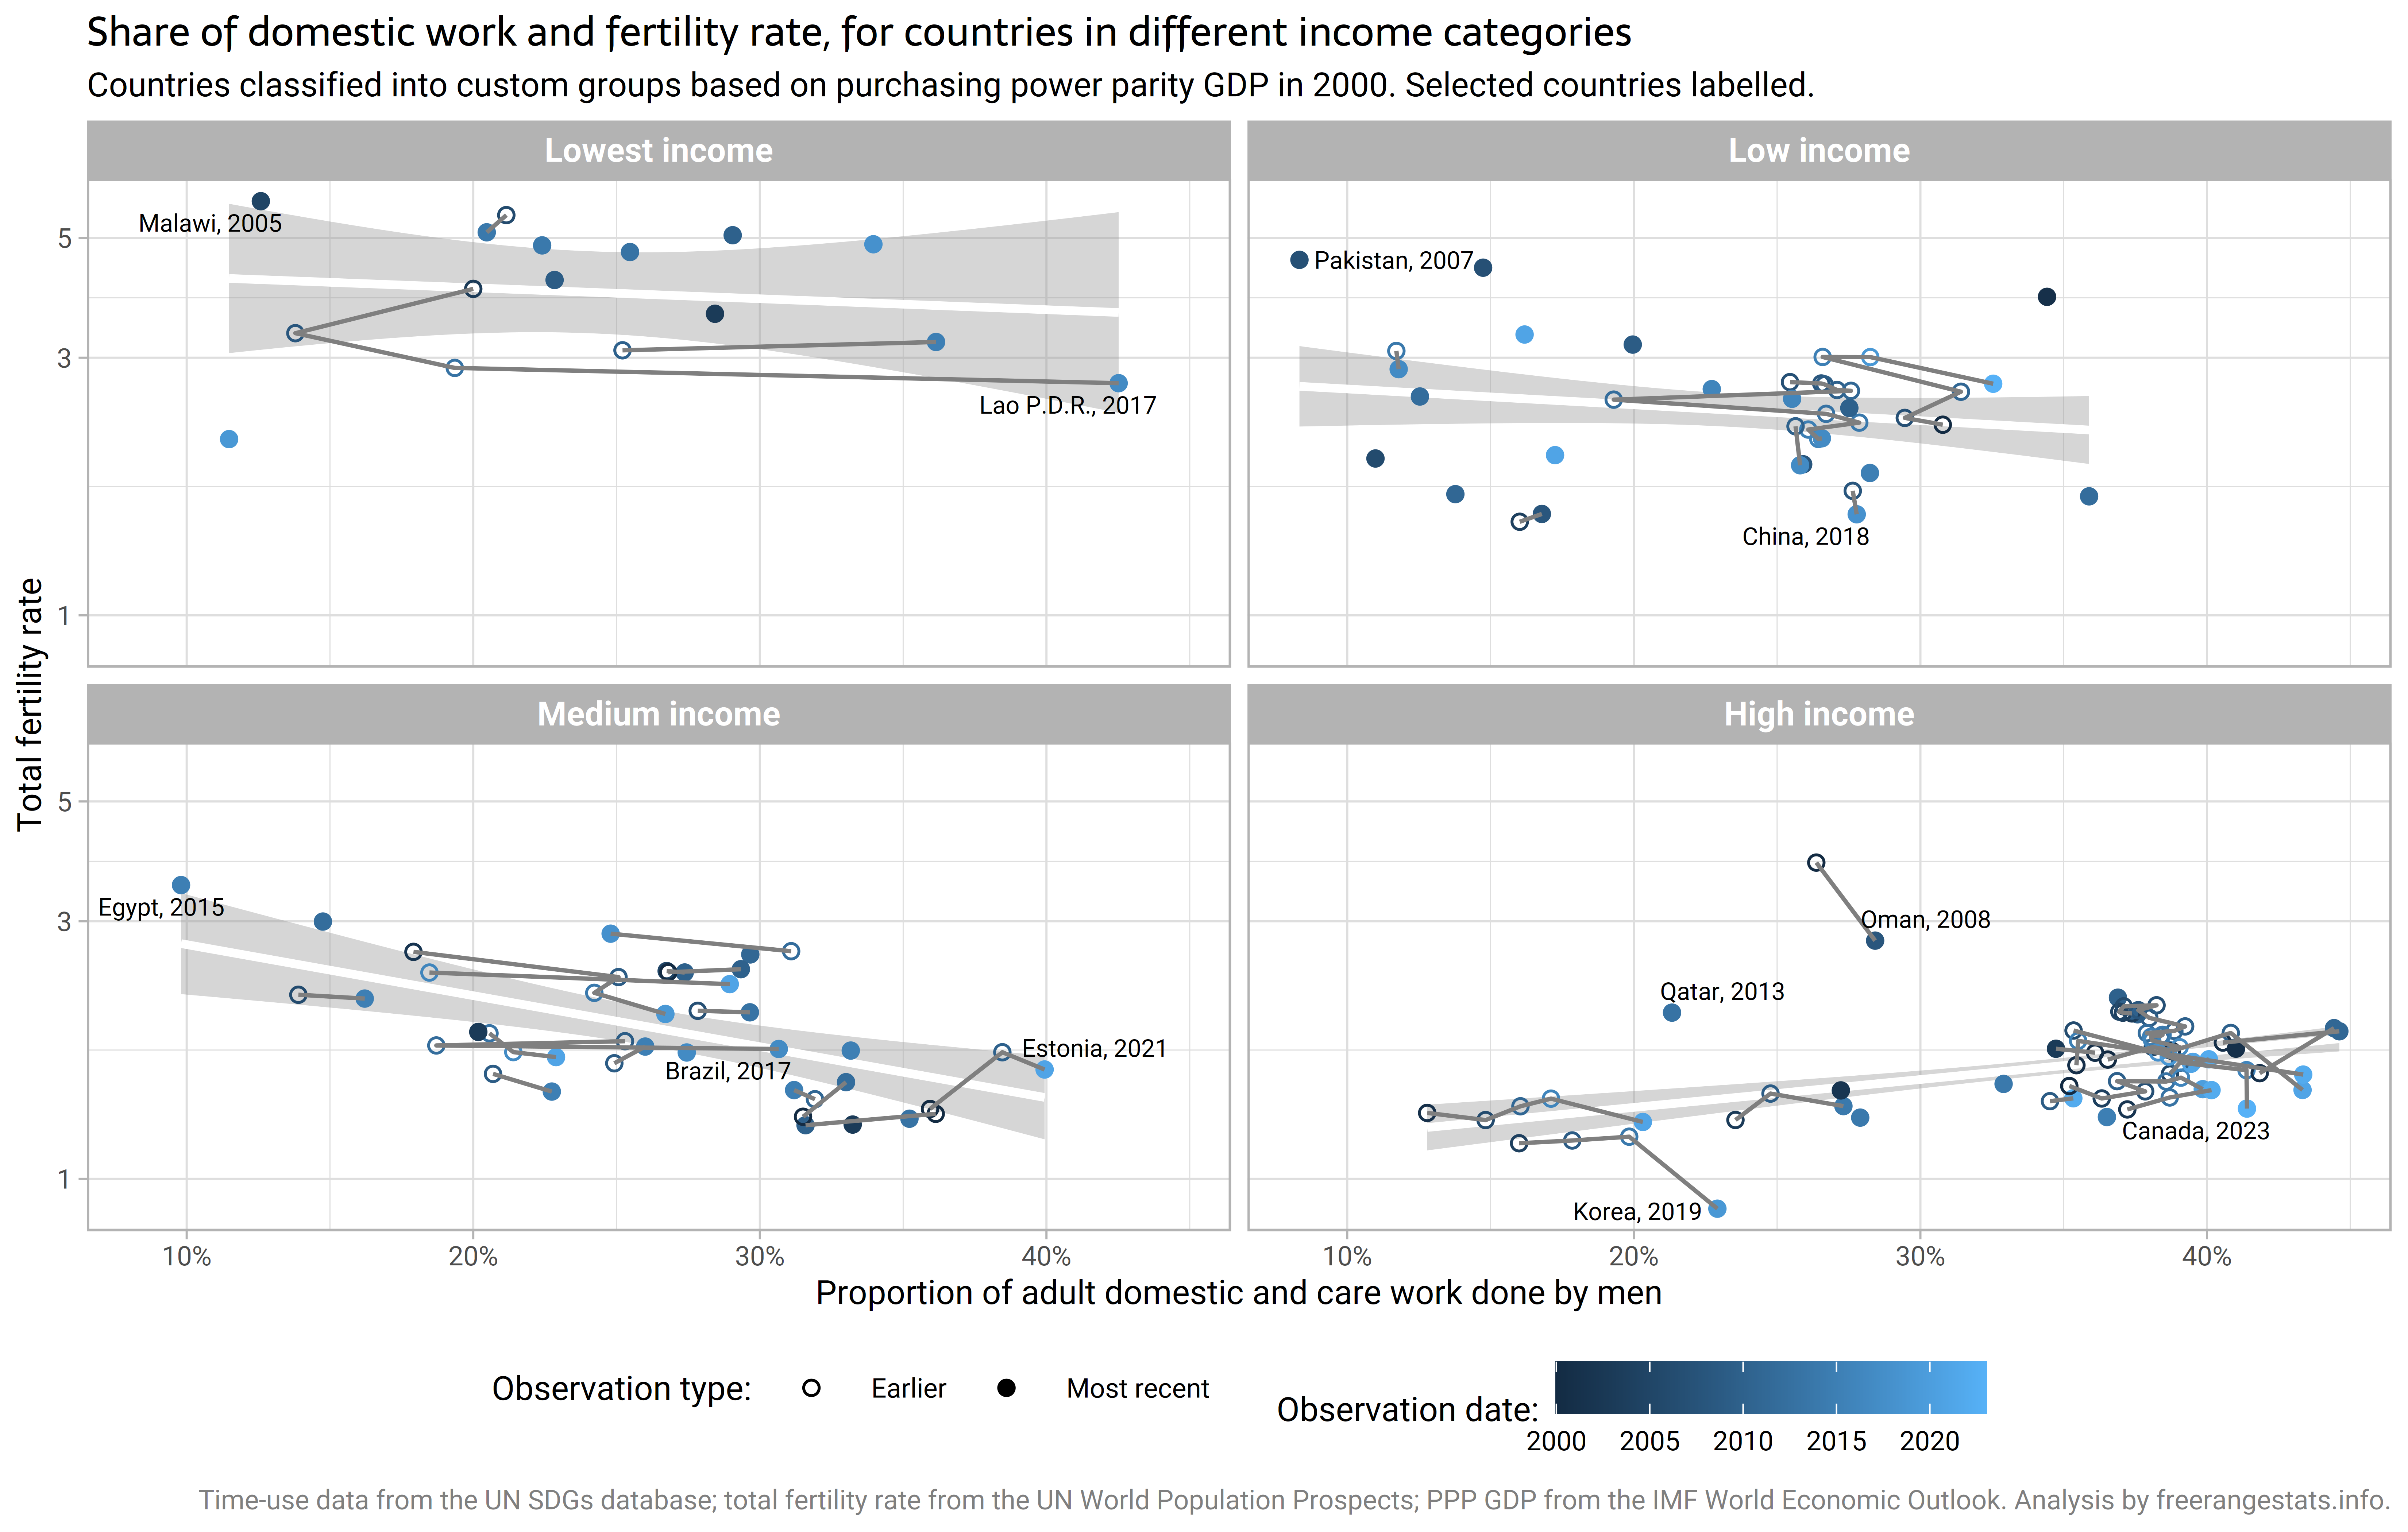 Share of domestic work and fertility rate, for countries in different income categories
Countries classified into custom groups based on purchasing power parity GDP in 2000. Selected countries labelled.
Lowest income
Low income
Malawi, 2005
Lao P.D.R., 2017
Pakistan, 2007
China, 2018
5
3
1
Total fertility rate
Medium income
High income
Egypt, 2015
Brazil, 2017
Estonia, 2021
Oman, 2008
Qatar, 2013
Canada, 2023
Korea, 2019
5
3
1
10% 20% 30% 40%
10% 20% 30% 40%
Proportion of adult domestic and care work done by men
Observation type: Earlier Most recent
Observation date:
2000 2005 2010 2015 2020
Time-use data from the UN SDGs database; total fertility rate from the UN World Population Prospects; PPP GDP from the IMF World Economic Outlook. Analysis by freerangestats.info.